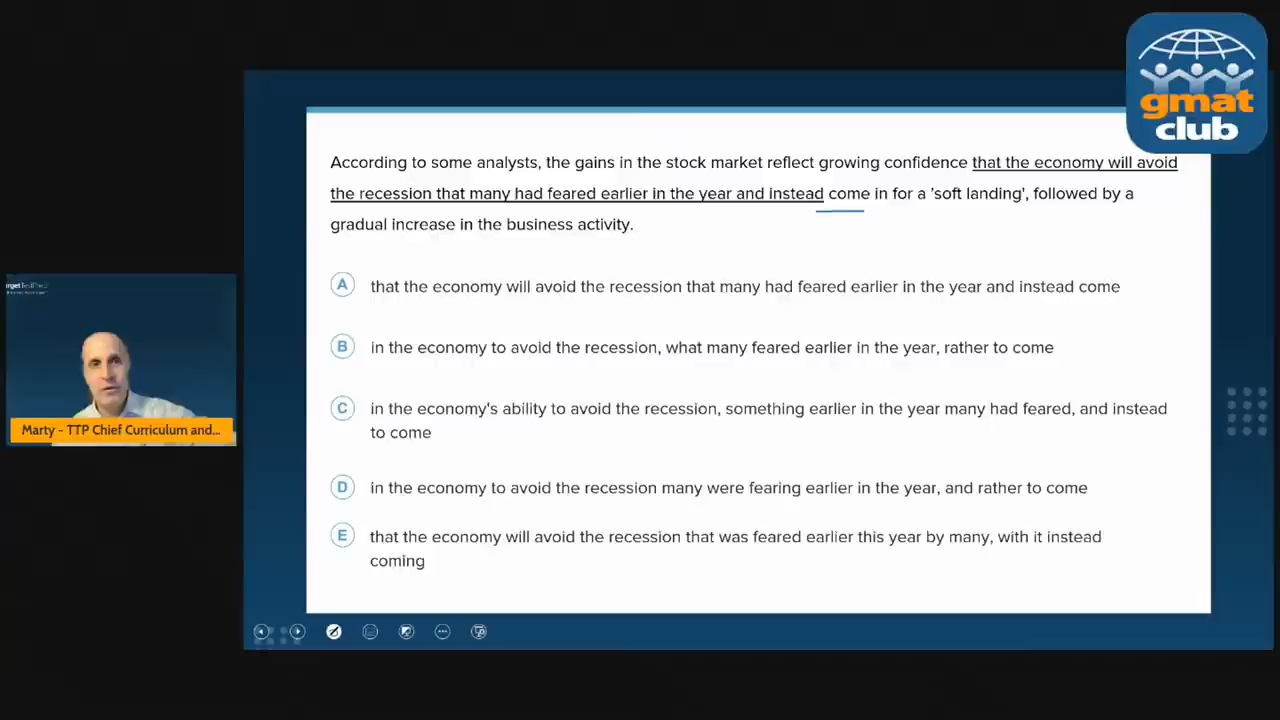 gmat
club
According to some analysts, the gains in the stock market reflect growing confidence that the economy will avoid
the recession that many had feared earlier in the year and instead come in for a 'soft landing', followed by a
gradual increase in the business activity.
A that the economy will avoid the recession that many had feared earlier in the year and instead come
B in the economy to avoid the recession, what many feared earlier in the year, rather to come
C in the economy's ability to avoid the recession, something earlier in the year many had feared, and instead
to come
D in the economy to avoid the recession many were fearing earlier in the year, and rather to come
E that the economy will avoid the recession that was feared earlier this year by many, with it instead
coming
Marty - TTP Chief Curriculum and...